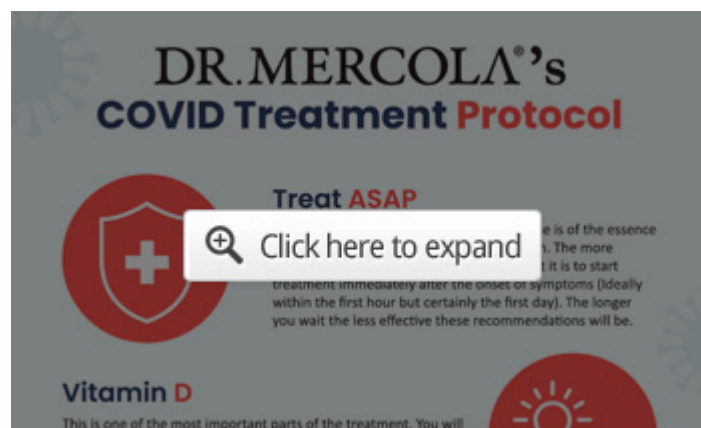 DR. MERCOLA®'s
COVID Treatment Protocol
Treat ASAP
e is of the essence
n. The more
Click here to expand
t it is to start
treatment immediately after the onset of symptoms (Ideally
within the first hour but certainly the first day). The longer
you wait the less effective these recommendations will be.
Vitamin D
This is one of the most important parts of the treatment. You will